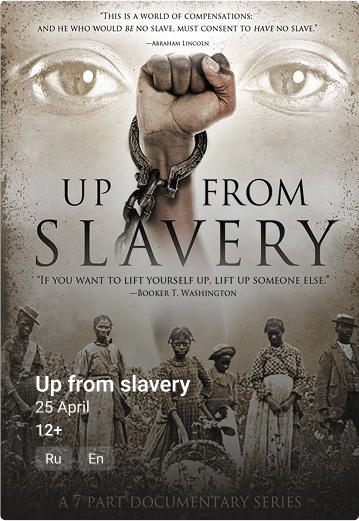 "This is a world of compensations;
and he who would be no slave, must consent to have no slave."
—Abraham Lincoln
UP FROM
SLAVERY
"If you want to lift yourself up, lift up someone else."
—Booker T. Washington
Up from slavery
25 April
12+
Ru En
A 7 PART DOCUMENTARY SERIES